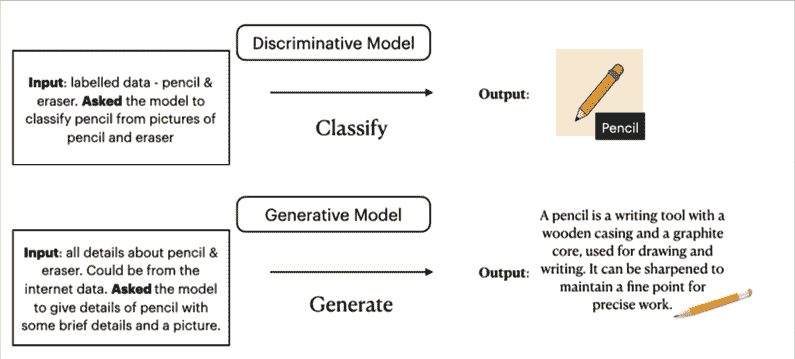 Discriminative Model
Input: labelled data - pencil &
eraser. Asked the model to
classify pencil from pictures of
pencil and eraser
Classify
Output:
Pencil
Generative Model
Input: all details about pencil &
eraser. Could be from the
internet data. Asked the model
to give details of pencil with
some brief details and a picture.
Generate
Output:
A pencil is a writing tool with a
wooden casing and a graphite
core, used for drawing and
writing. It can be sharpened to
maintain a fine point for
precise work.